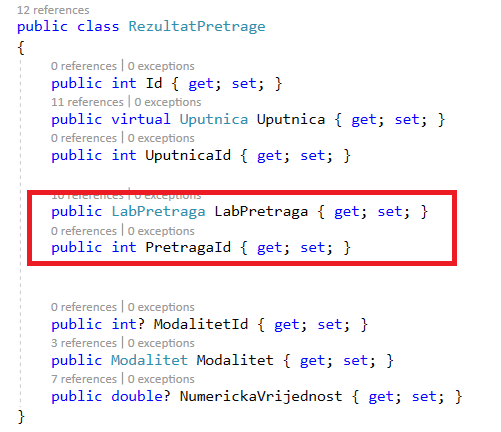 12 references
public class RezultatPretrage
{
0 references | 0 exceptions
public int Id { get; set; }
11 references | 0 exceptions
public virtual Uputnica Uputnica { get; set; }
0 references | 0 exceptions
public int UputnicaId { get; set; }
10 references | 0 exceptions
public LabPretraga LabPretraga { get; set; }
0 references | 0 exceptions
public int PretragaId { get; set; }
0 references | 0 exceptions
public int? ModalitetId { get; set; }
3 references | 0 exceptions
public Modalitet Modalitet { get; set; }
7 references | 0 exceptions
public double? NumerickaVrijednost { get; set; }
}